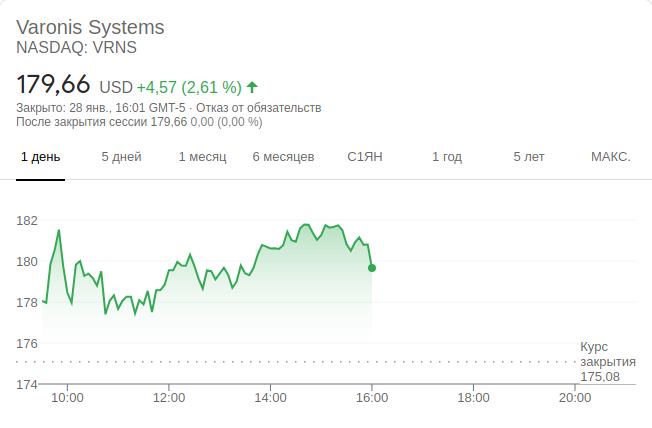 Varonis Systems
NASDAQ: VRNS
179,66 USD +4,57 (2,61 %)
Закрыто: 28 янв., 16:01 GMT-5 · Отказ от обязательств
После закрытия сессии 179,66 0,00 (0,00 %)
1 день 5 дней 1 месяц 6 месяцев С1ЯН 1 год 5 лет МАКС.
182
180
178
176
Курс
закрытия
175,08
174
10:00 12:00 14:00 16:00 18:00 20:00